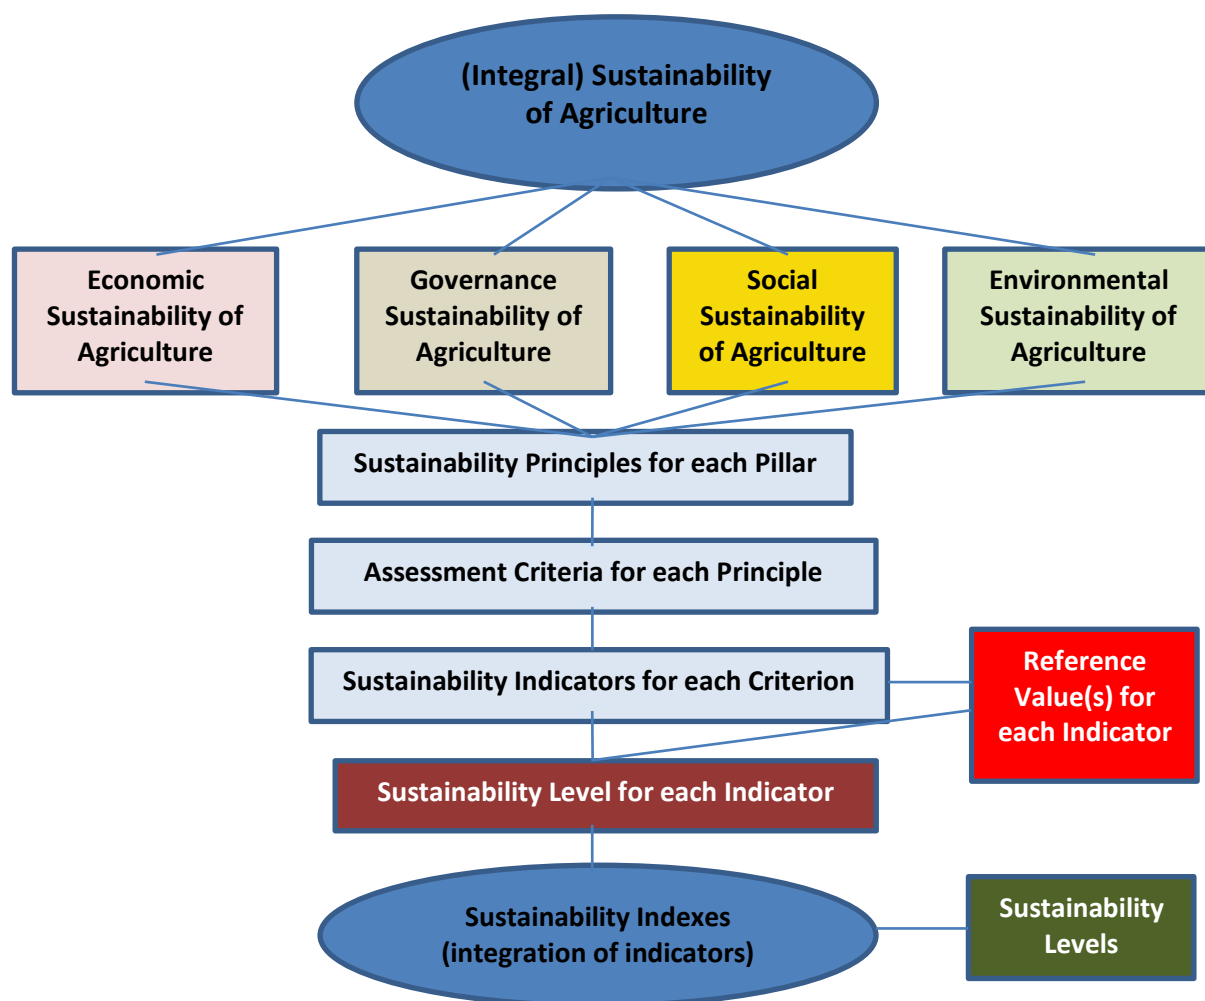 (Integral) Sustainability
of Agriculture
Economic
Sustainability of
Agriculture
Governance
Sustainability of
Agriculture
Social
Sustainability
of Agriculture
Environmental
Sustainability of
Agriculture
Sustainability Principles for each Pillar
Assessment Criteria for each Principle
Sustainability Indicators for each Criterion
Reference
Value(s) for
each Indicator
Sustainability Level for each Indicator
Sustainability Indexes
(integration of indicators)
Sustainability
Levels